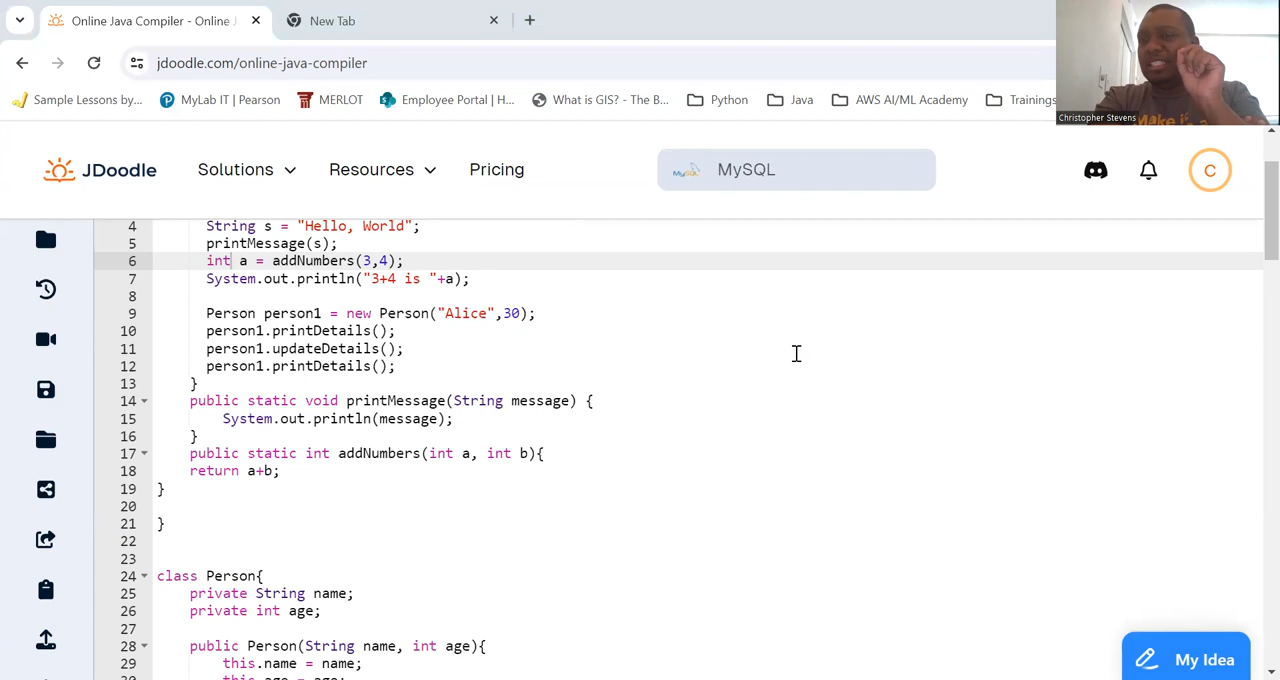 Online Java Compiler - Online
New Tab
jdoodle.com/online-java-compiler
Sample Lessons by...
MyLab IT | Pearson
MERLOT
Employee Portal | H...
What is GIS? - The B...
Python
Java
AWS AI/ML Academy
Trainings
Christopher Stevens
JDoodle
Solutions
Resources
Pricing
MySQL
MySQL
C
4 String s = "Hello, World";
5 printMessage(s);
6 int a = addNumbers(3,4);
7 System.out.println("3+4 is "+a);
8
9 Person person1 = new Person("Alice",30);
10 person1.printDetails();
11 person1.updateDetails();
12 person1.printDetails();
13 }
14 public static void printMessage(String message) {
15 System.out.println(message);
16 }
17 public static int addNumbers(int a, int b){
18 return a+b;
19 }
20
21 }
22
23
24 class Person{
25 private String name;
26 private int age;
27
28 public Person(String name, int age){
29 this.name = name;
30 this.age = age;
My Idea